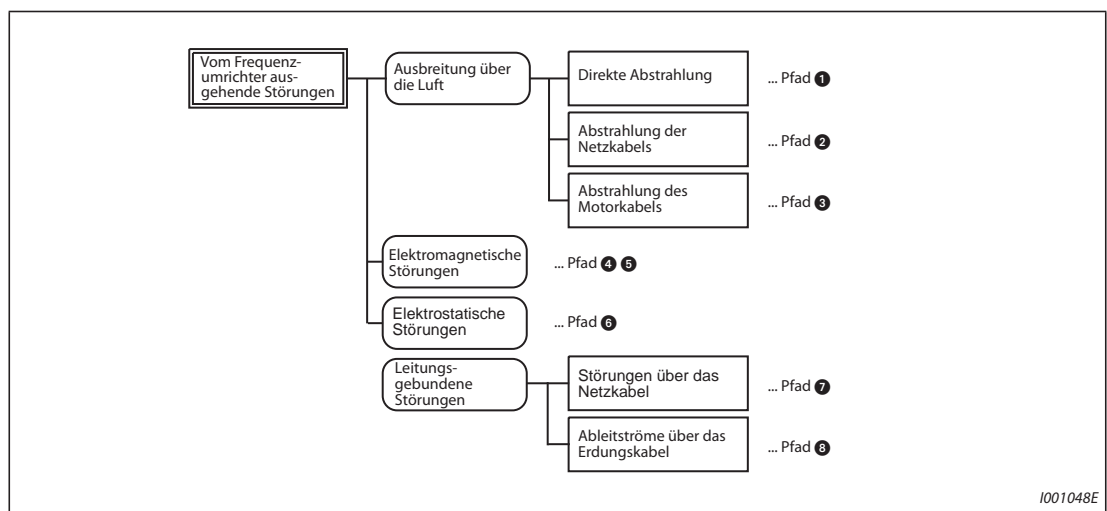 Vom Frequenz-
umrichter aus-
gehende Störungen
Ausbreitung über
die Luft
Direkte Abstrahlung
... Pfad ❶
Abstrahlung der
Netzkabels
... Pfad ❷
Abstrahlung des
Motorkabels
... Pfad ❸
Elektromagnetische
Störungen
... Pfad ❹ ❺
Elektrostatische
Störungen
... Pfad ❻
Leitungs-
gebundene
Störungen
Störungen über das
Netzkabel
... Pfad ❼
Ableitströme über das
Erdungskabel
... Pfad ❽
I001048E